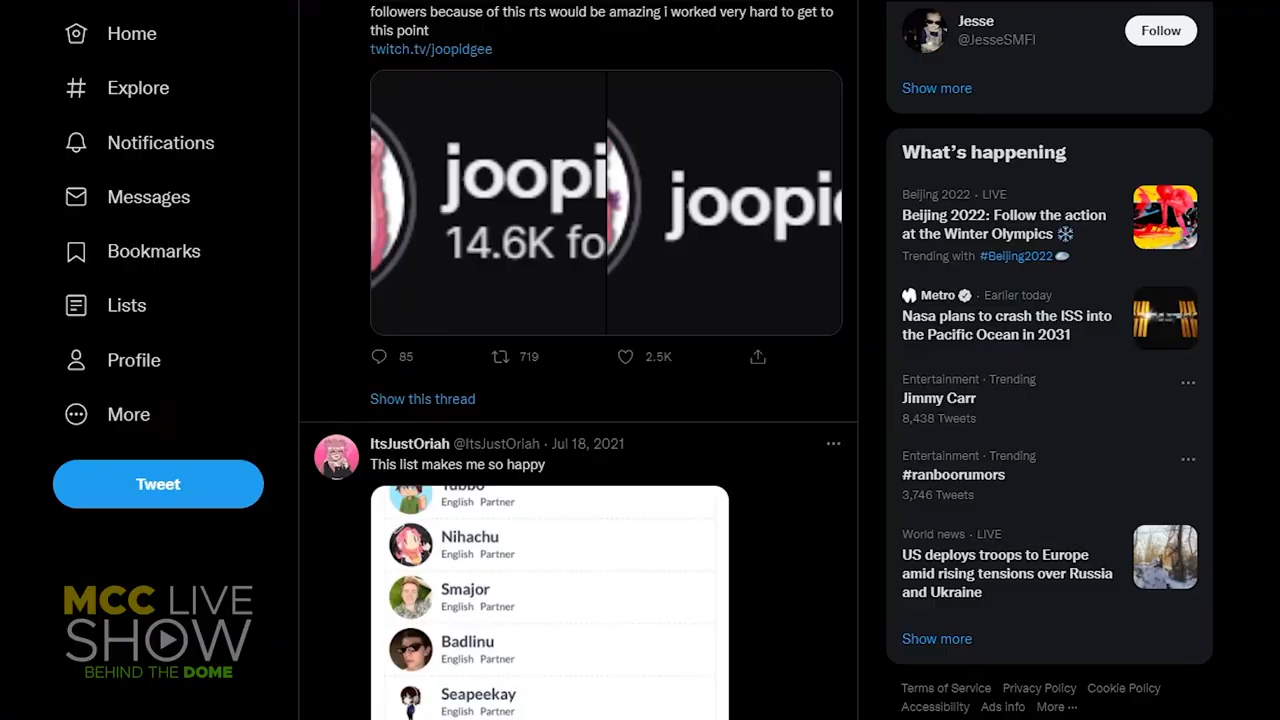 Home
Explore
Notifications
Messages
Bookmarks
Lists
Profile
More
Tweet
MCC LIVE
SHOW
BEHIND THE DOME
followers because of this rts would be amazing i worked very hard to get to
this point
twitch.tv/joopidgee
joopi
14.6K fo
joopi
85
719
2.5K
Show this thread
ItsJustOriah @ItsJustOriah · Jul 18, 2021
This list makes me so happy
Tubbo
English Partner
Nihachu
English Partner
Smajor
English Partner
Badlinu
English Partner
Seapeekay
English Partner
Jesse
@JesseSMFI
Follow
Show more
What's happening
Beijing 2022 · LIVE
Beijing 2022: Follow the action
at the Winter Olympics
Trending with #Beijing2022
Metro · Earlier today
Nasa plans to crash the ISS into
the Pacific Ocean in 2031
Entertainment · Trending
Jimmy Carr
8,438 Tweets
Entertainment · Trending
#ranboorumors
3,746 Tweets
World news · LIVE
US deploys troops to Europe
amid rising tensions over Russia
and Ukraine
Show more
Terms of Service Privacy Policy Cookie Policy
Accessibility Ads info More ···